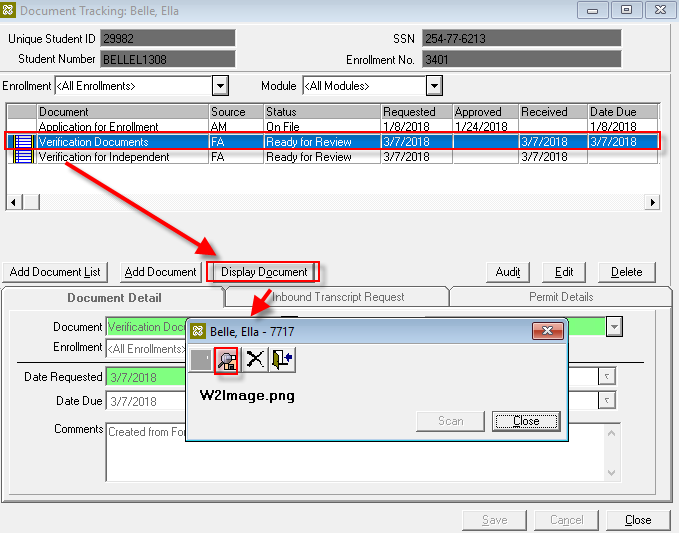 Document Tracking: Belle, Ella
Unique Student ID 29982 SSN 254-77-6213
Student Number BELLEL1308 Enrollment No. 3401
Enrollment <All Enrollments> Module <All Modules>
Document Source Status Requested Approved Received Date Due
Application for Enrollment AM On File 1/8/2018 1/24/2018 1/8/2018
Verification Documents FA Ready for Review 3/7/2018 3/7/2018 3/7/2018
Verification for Independent FA Ready for Review 3/7/2018 3/7/2018
Add Document List Add Document Display Document Audit Edit Delete
Document Detail Inbound Transcript Request Permit Details
Document Verification Docu
Enrollment <All Enrollments>
Date Requested 3/7/2018
Date Due 3/7/2018
Comments Created from For
Belle, Ella - 7717
W2Image.png
Scan Close
Save Cancel Close